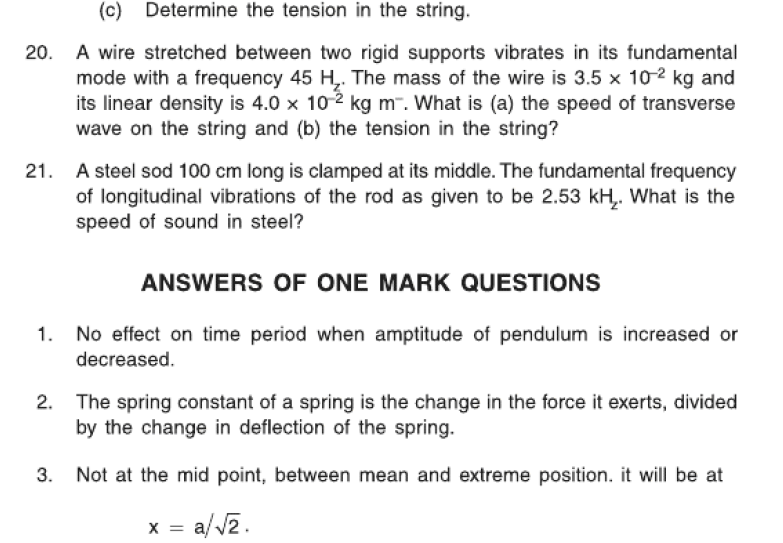 (c) Determine the tension in the string.
20. A wire stretched between two rigid supports vibrates in its fundamental
mode with a frequency 45 H_z. The mass of the wire is 3.5 × 10⁻² kg and
its linear density is 4.0 × 10⁻² kg m⁻. What is (a) the speed of transverse
wave on the string and (b) the tension in the string?
21. A steel sod 100 cm long is clamped at its middle. The fundamental frequency
of longitudinal vibrations of the rod as given to be 2.53 kH_z. What is the
speed of sound in steel?
ANSWERS OF ONE MARK QUESTIONS
1. No effect on time period when amptitude of pendulum is increased or
decreased.
2. The spring constant of a spring is the change in the force it exerts, divided
by the change in deflection of the spring.
3. Not at the mid point, between mean and extreme position. it will be at
x = a/√2 .